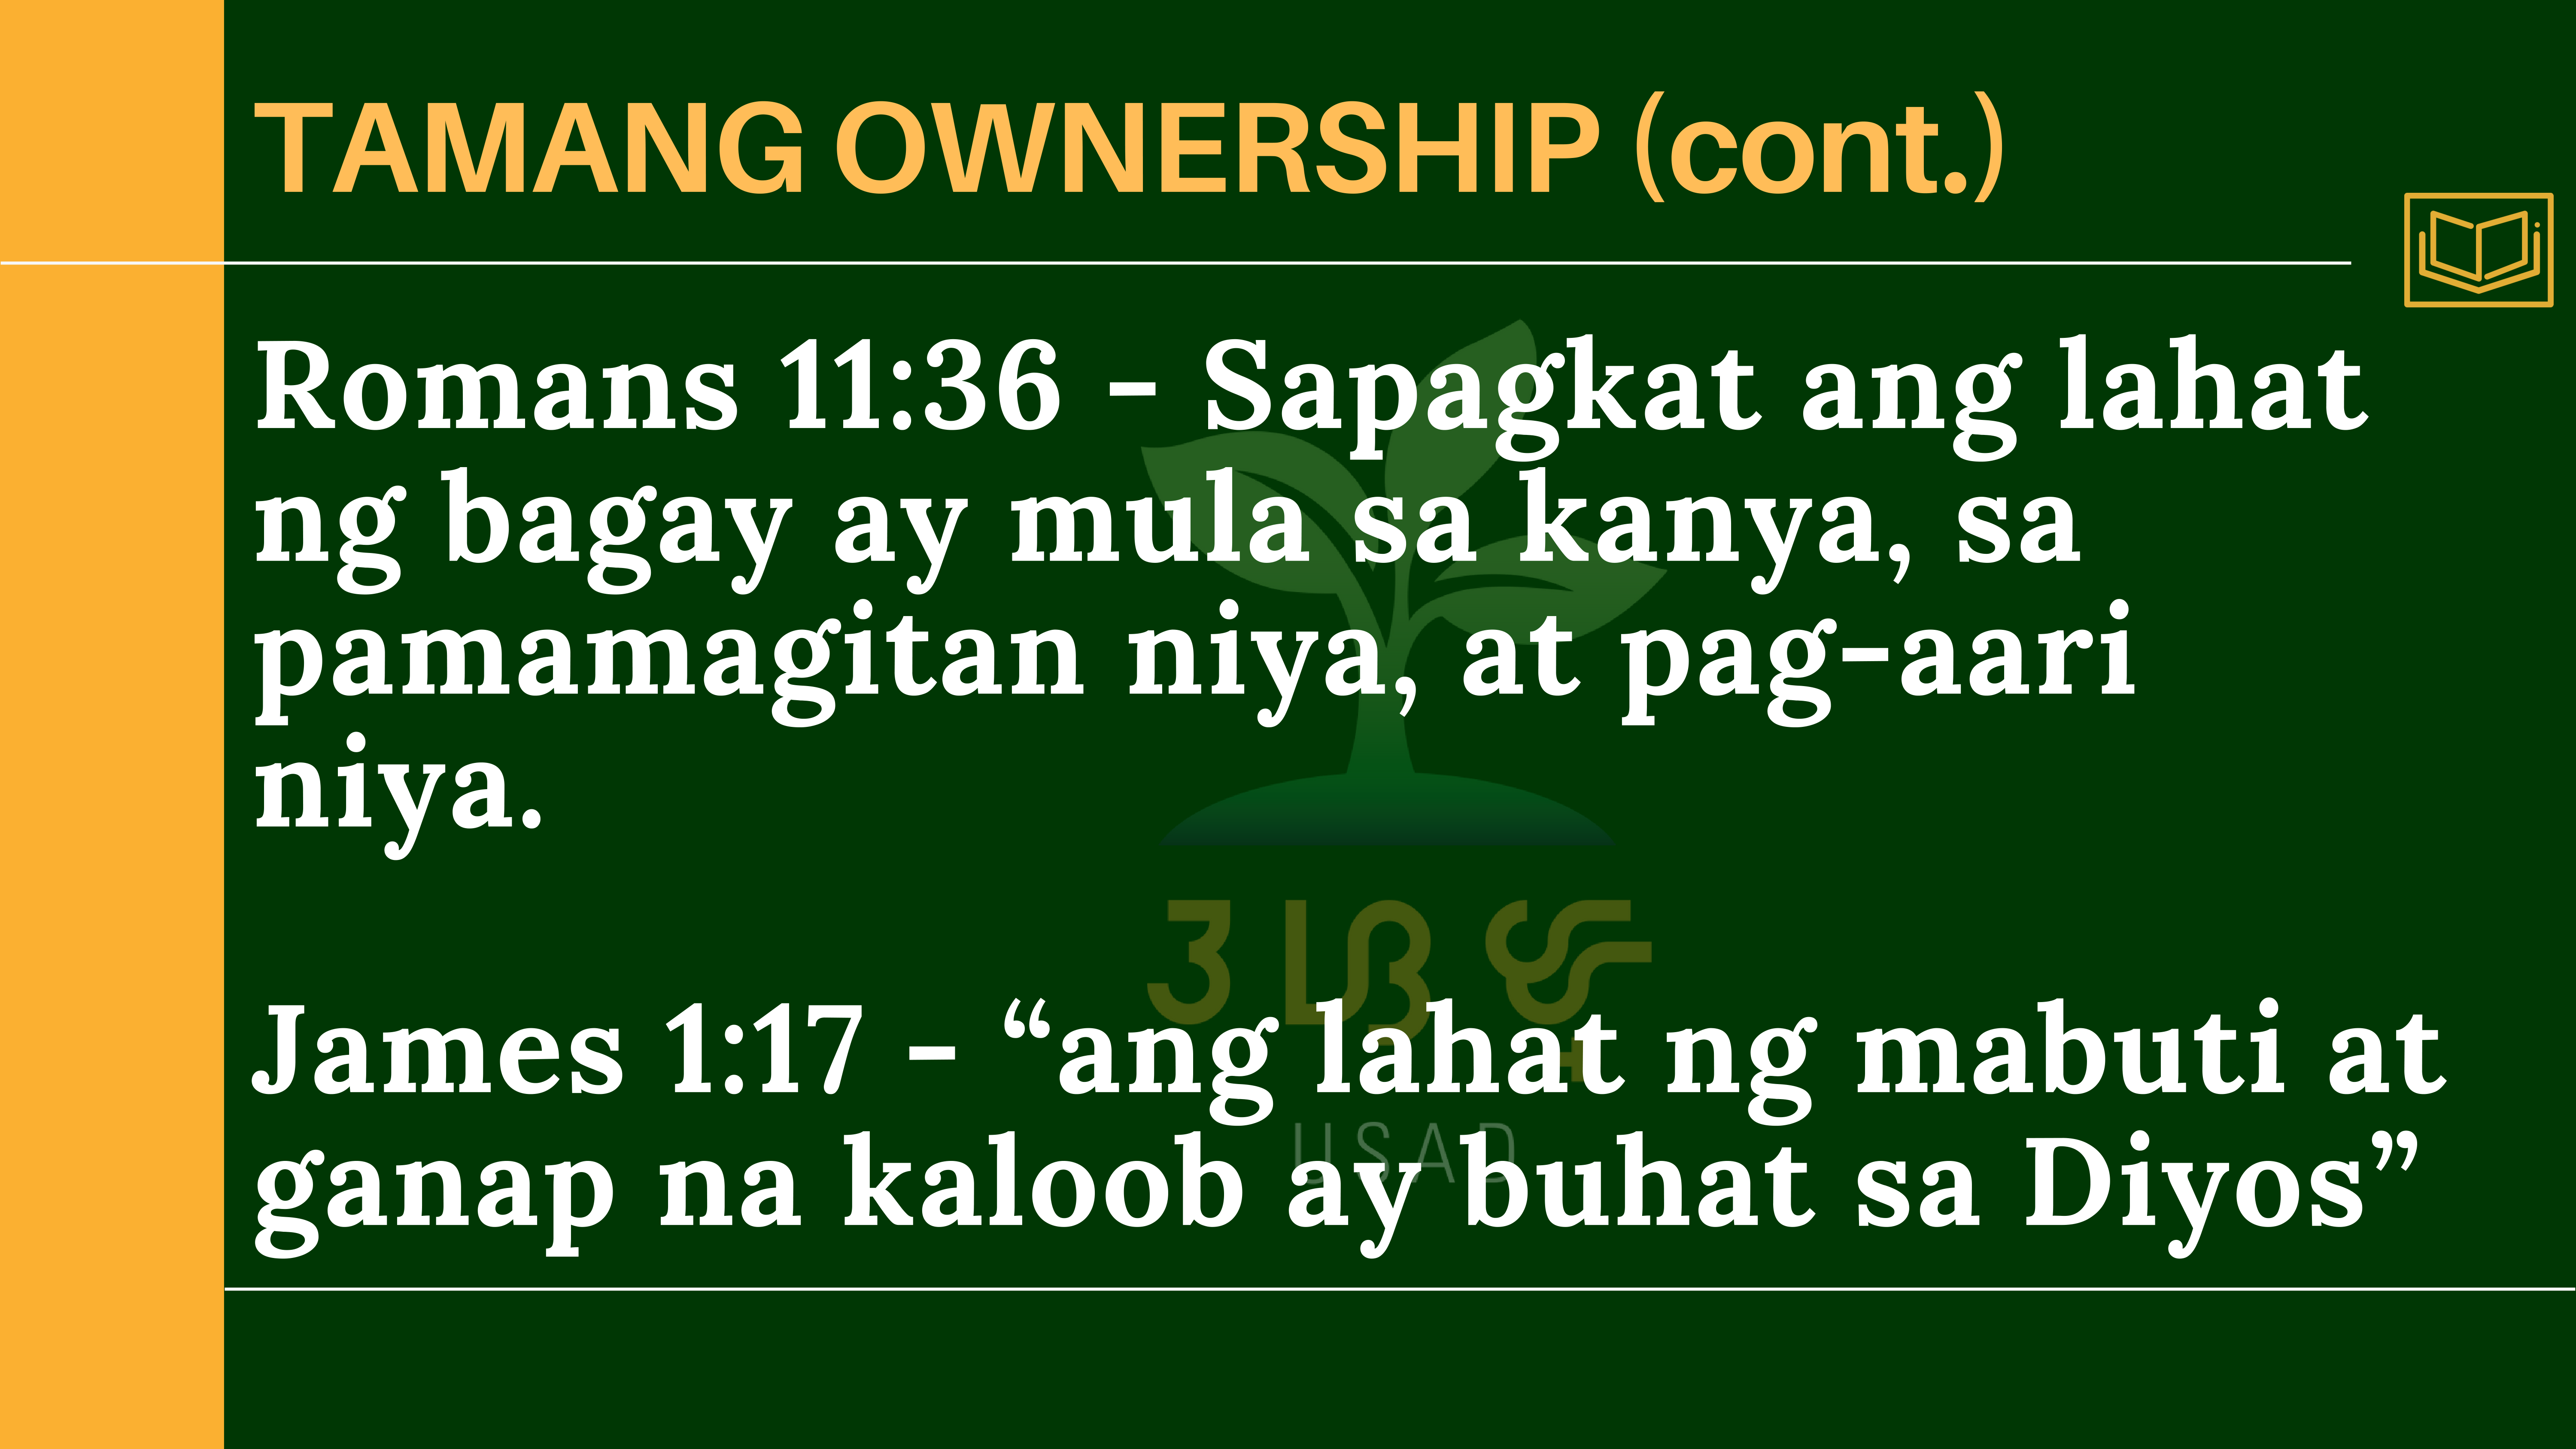 TAMANG OWNERSHIP (cont.)
Romans 11:36 - Sapagkat ang lahat
ng bagay ay mula sa kanya, sa
pamamagitan niya, at pag-aari
niya.
James 1:17 - “ang lahat ng mabuti at
ganap na kaloob ay buhat sa Diyos”
USAD